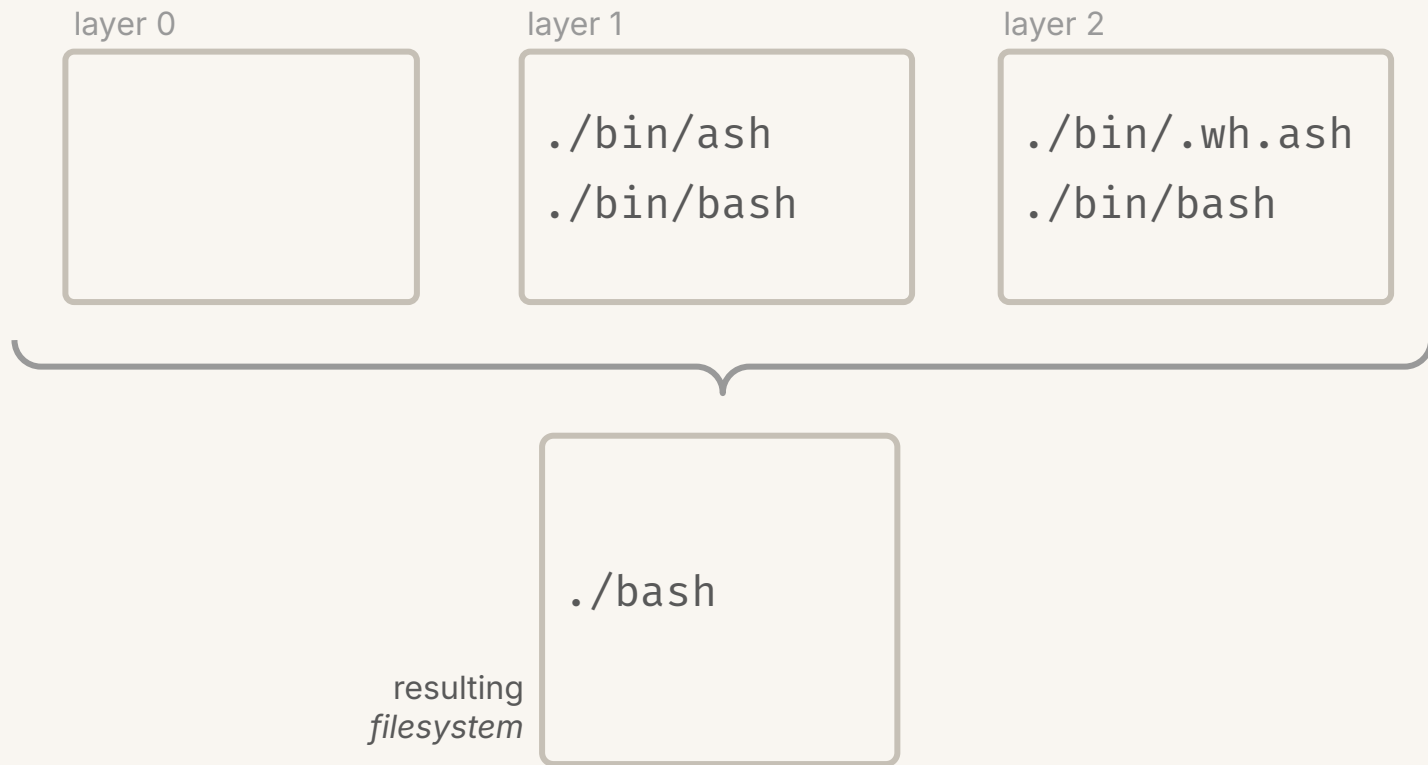 layer 0
layer 1
layer 2
./bin/ash
./bin/bash
./bin/.wh.ash
./bin/bash
./bash
resulting
filesystem